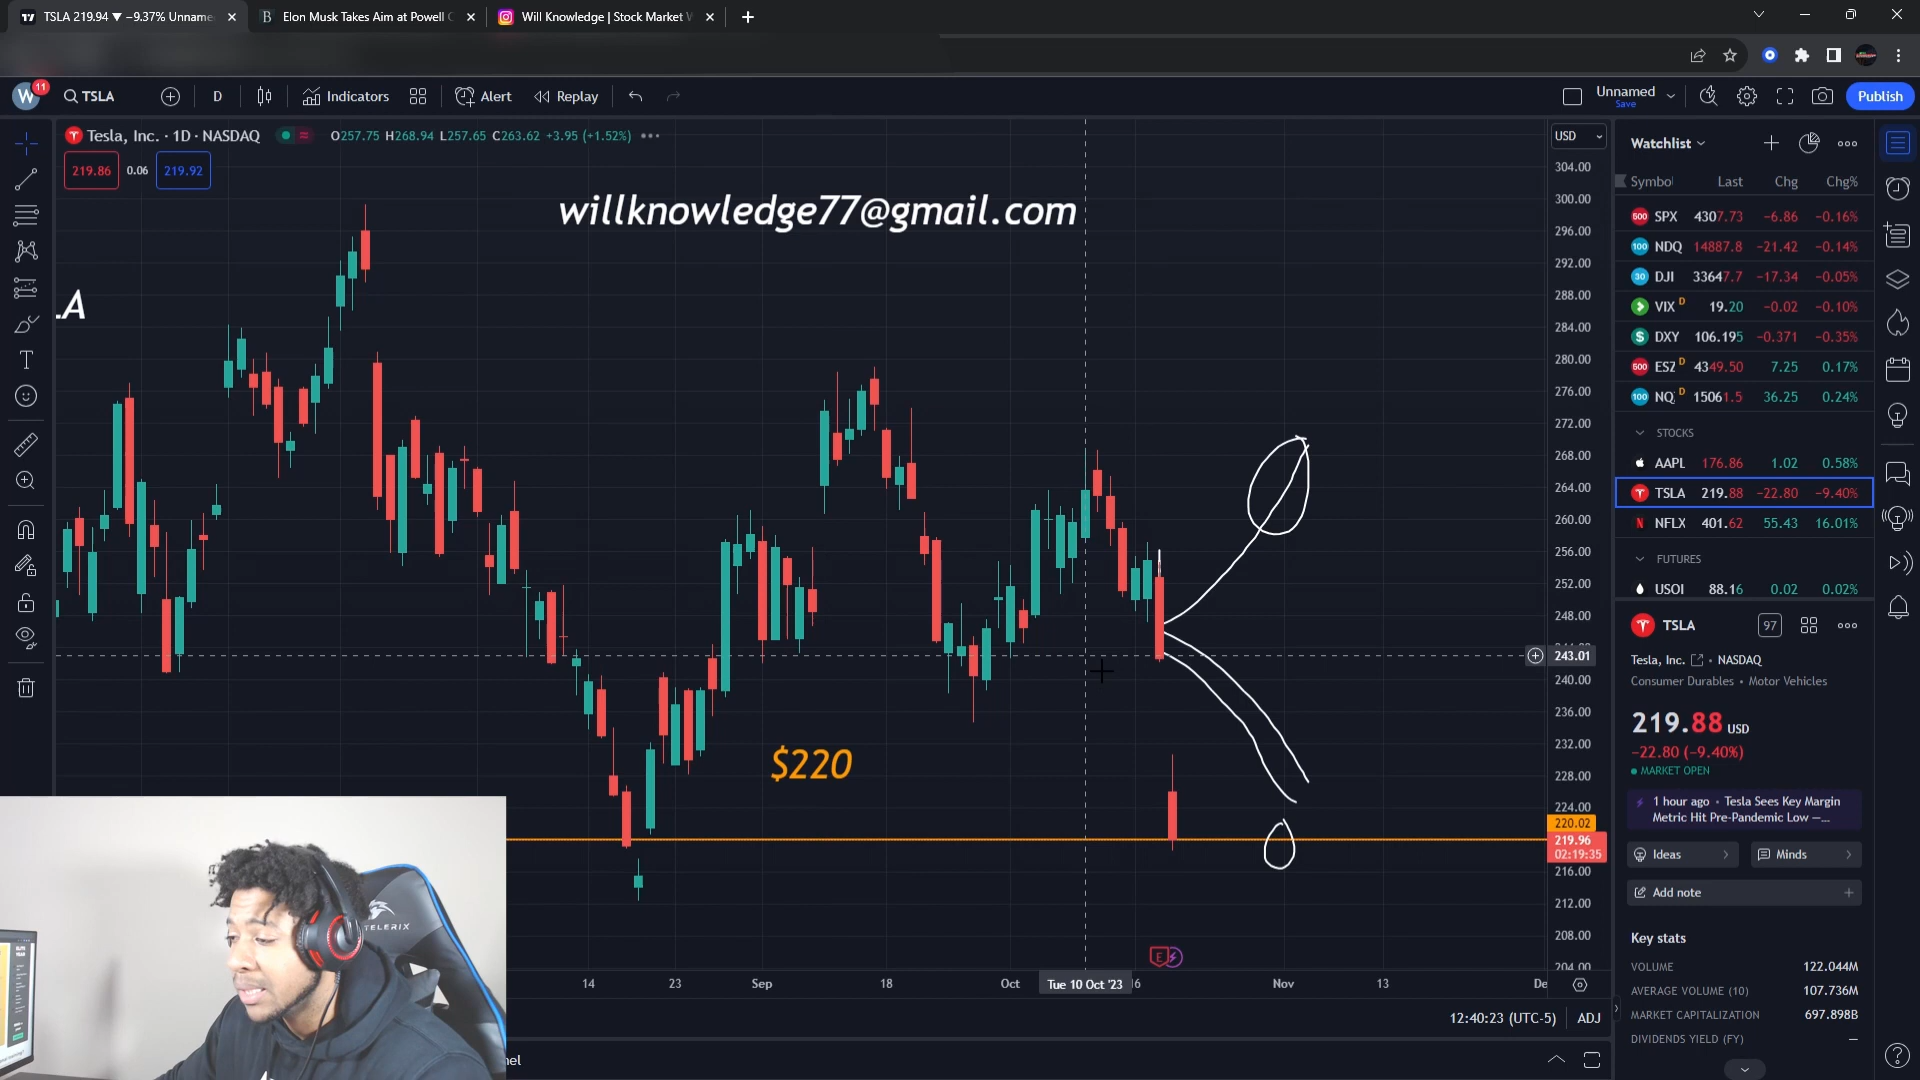 TSLA 219.94 ▼ −9.37% Unname
Elon Musk Takes Aim at Powell
Will Knowledge | Stock Market
W 11
TSLA
D
Indicators
Alert
Replay
Unnamed
Save
Publish
Tesla, Inc. · 1D · NASDAQ
O257.75 H268.94 L257.65 C263.62 +3.95 (+1.52%)
219.86 0.06 219.92
willknowledge77@gmail.com
$220
USD
304.00
300.00
296.00
292.00
288.00
284.00
280.00
276.00
272.00
268.00
264.00
260.00
256.00
252.00
248.00
243.01
240.00
236.00
232.00
228.00
224.00
220.02
219.96
02:19:35
216.00
212.00
208.00
204.00
14 23 Sep 18 Oct Tue 10 Oct '23 16 Nov 13 De
12:40:23 (UTC-5) ADJ
TELERIX
E
Watchlist
Symbol Last Chg Chg%
500 SPX 4307.73 −6.86 −0.16%
100 NDQ 14887.8 −21.42 −0.14%
30 DJI 33647.7 −17.34 −0.05%
VIX D 19.20 −0.02 −0.10%
DXY 106.195 −0.371 −0.35%
500 ESZ D 4349.50 7.25 0.17%
100 NQ D 15061.5 36.25 0.24%
STOCKS
AAPL 176.86 1.02 0.58%
TSLA 219.88 −22.80 −9.40%
NFLX 401.62 55.43 16.01%
FUTURES
USOI 88.16 0.02 0.02%
TSLA 97
Tesla, Inc. • NASDAQ
Consumer Durables • Motor Vehicles
219.88 USD
−22.80 (−9.40%)
MARKET OPEN
1 hour ago • Tesla Sees Key Margin
Metric Hit Pre-Pandemic Low —...
Ideas
Minds
Add note
Key stats
VOLUME 122.044M
AVERAGE VOLUME (10) 107.736M
MARKET CAPITALIZATION 697.898B
DIVIDENDS YIELD (FY) —